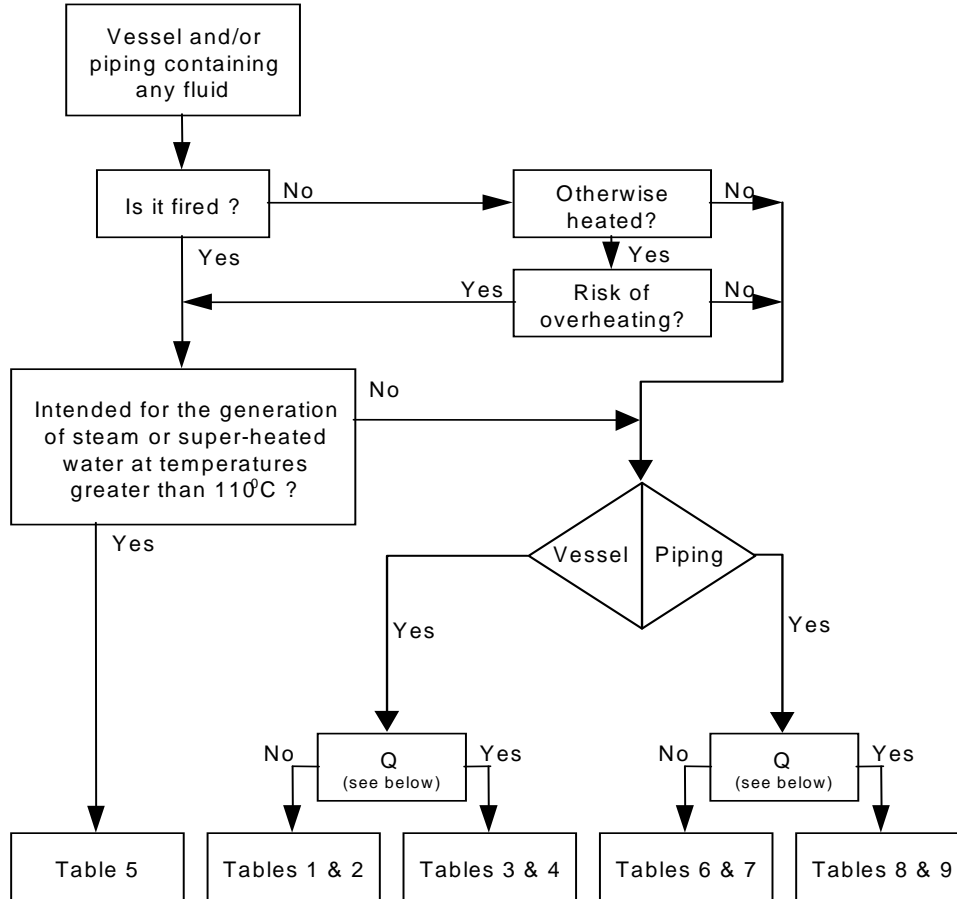 Vessel and/or
piping containing
any fluid
Is it fired ?
No
Otherwise
heated?
No
Yes
Yes
Yes
Risk of
overheating?
No
Intended for the generation
of steam or super-heated
water at temperatures
greater than 110⁰C ?
No
Yes
Vessel
Piping
Yes
Yes
No
Q
(see below)
Yes
No
Q
(see below)
Yes
Table 5
Tables 1 & 2
Tables 3 & 4
Tables 6 & 7
Tables 8 & 9